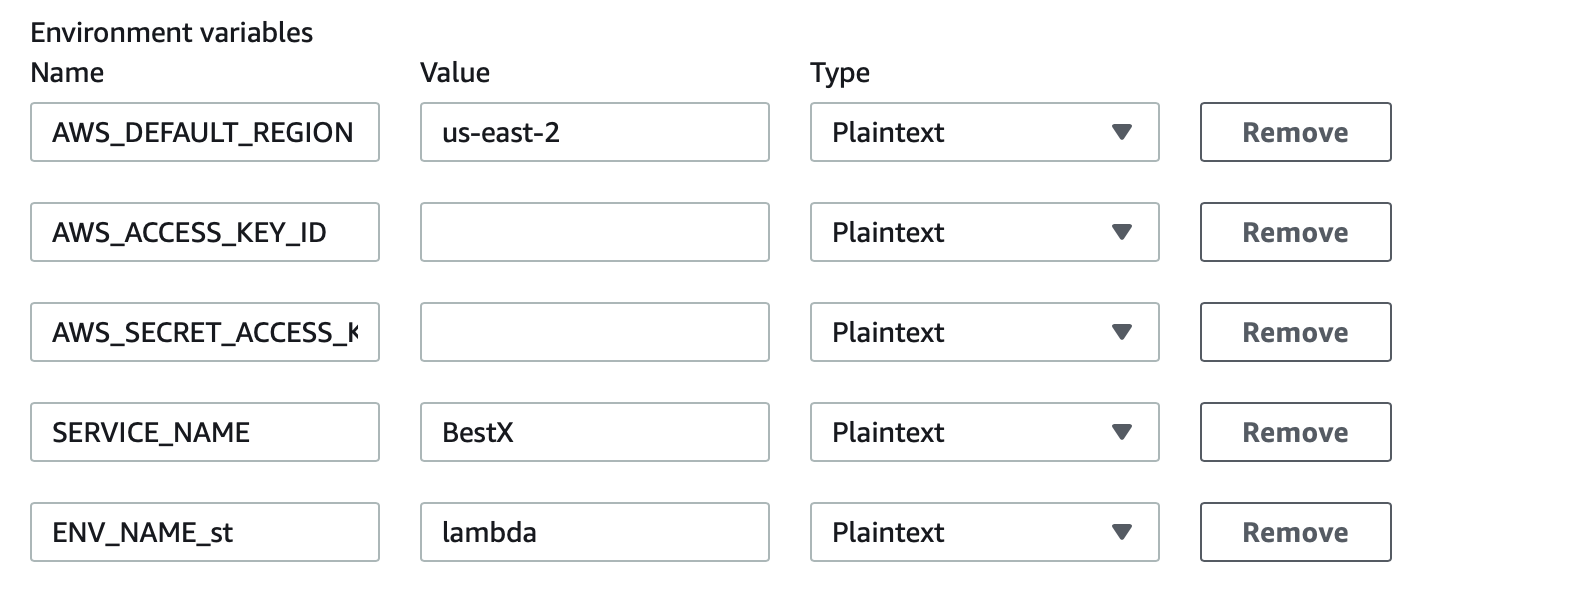 Environment variables
Name Value Type
AWS_DEFAULT_REGION us-east-2 Plaintext Remove
AWS_ACCESS_KEY_ID Plaintext Remove
AWS_SECRET_ACCESS_K Plaintext Remove
SERVICE_NAME BestX Plaintext Remove
ENV_NAME_st lambda Plaintext Remove